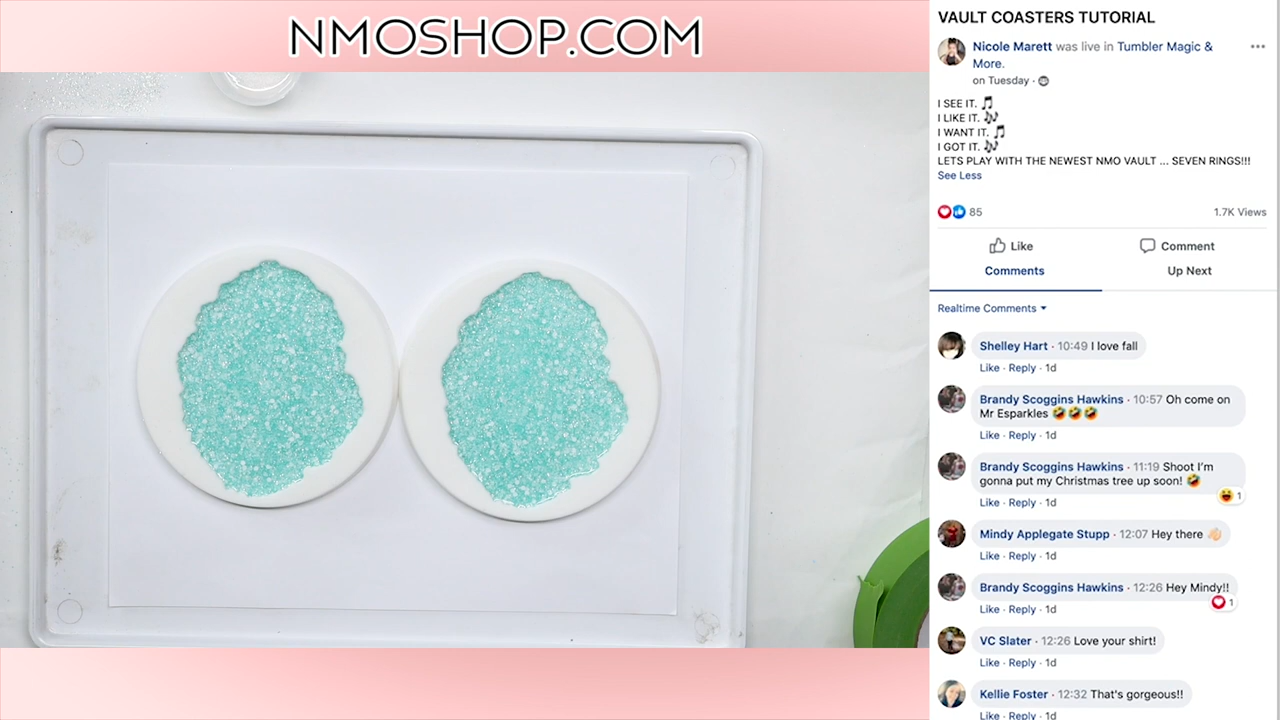 NMOSHOP.COM
VAULT COASTERS TUTORIAL
Nicole Marett was live in Tumbler Magic &
More.
on Tuesday ·
I SEE IT. 🎵
I LIKE IT. 🎶
I WANT IT. 🎵
I GOT IT. 🎶
LETS PLAY WITH THE NEWEST NMO VAULT ... SEVEN RINGS!!!
See Less
85
1.7K Views
Like
Comment
Comments
Up Next
Realtime Comments
Shelley Hart · 10:49 I love fall
Like · Reply · 1d
Brandy Scoggins Hawkins · 10:57 Oh come on
Mr Esparkles 🤣🤣🤣
Like · Reply · 1d
Brandy Scoggins Hawkins · 11:19 Shoot I'm
gonna put my Christmas tree up soon! 🤣
1
Like · Reply · 1d
Mindy Applegate Stupp · 12:07 Hey there 👋🏻
Like · Reply · 1d
Brandy Scoggins Hawkins · 12:26 Hey Mindy!!
1
Like · Reply · 1d
VC Slater · 12:26 Love your shirt!
Like · Reply · 1d
Kellie Foster · 12:32 That's gorgeous!!
Like · Reply · 1d